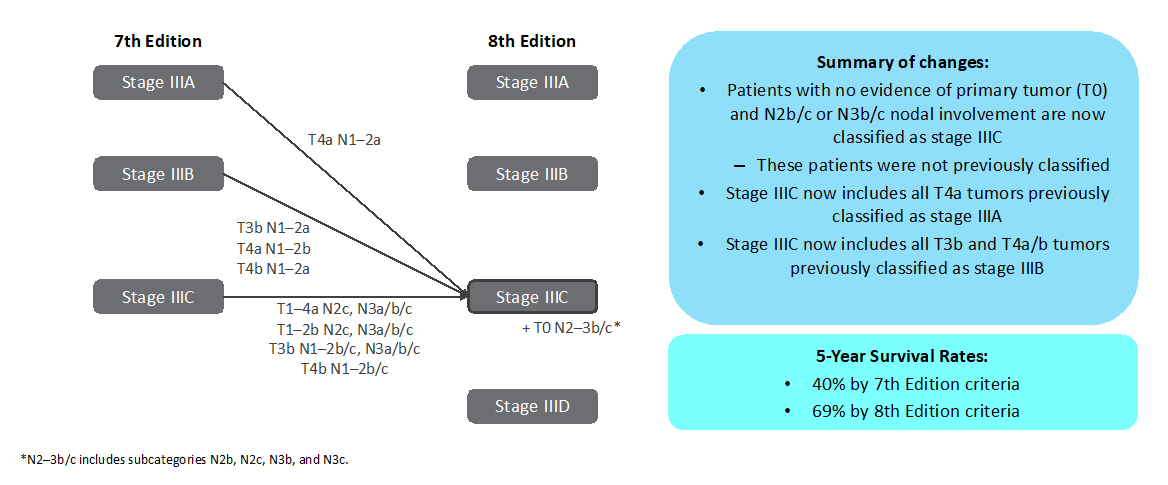 7th Edition
8th Edition
Stage IIIA
Stage IIIA
T4a N1–2a
Stage IIIB
Stage IIIB
T3b N1–2a
T4a N1–2b
T4b N1–2a
Stage IIIC
Stage IIIC
T1–4a N2c, N3a/b/c
T1–2b N2c, N3a/b/c
T3b N1–2b/c, N3a/b/c
T4b N1–2b/c
+ T0 N2–3b/c*
Stage IIID
Summary of changes:
• Patients with no evidence of primary tumor (T0)
and N2b/c or N3b/c nodal involvement are now
classified as stage IIIC
– These patients were not previously classified
• Stage IIIC now includes all T4a tumors previously
classified as stage IIIA
• Stage IIIC now includes all T3b and T4a/b tumors
previously classified as stage IIIB
5-Year Survival Rates:
• 40% by 7th Edition criteria
• 69% by 8th Edition criteria
*N2–3b/c includes subcategories N2b, N2c, N3b, and N3c.